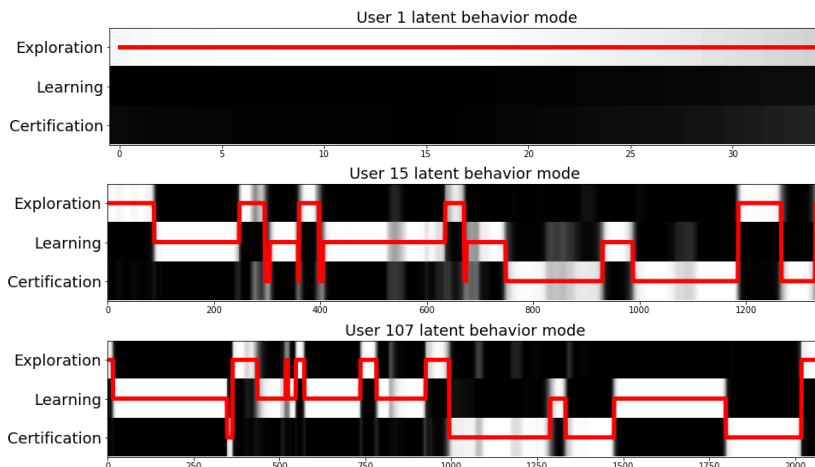 User 1 latent behavior mode
Exploration
Learning
Certification
0 5 10 15 20 25 30
User 15 latent behavior mode
Exploration
Learning
Certification
0 200 400 600 800 1000 1200
User 107 latent behavior mode
Exploration
Learning
Certification
0 250 500 750 1000 1250 1500 1750 2000